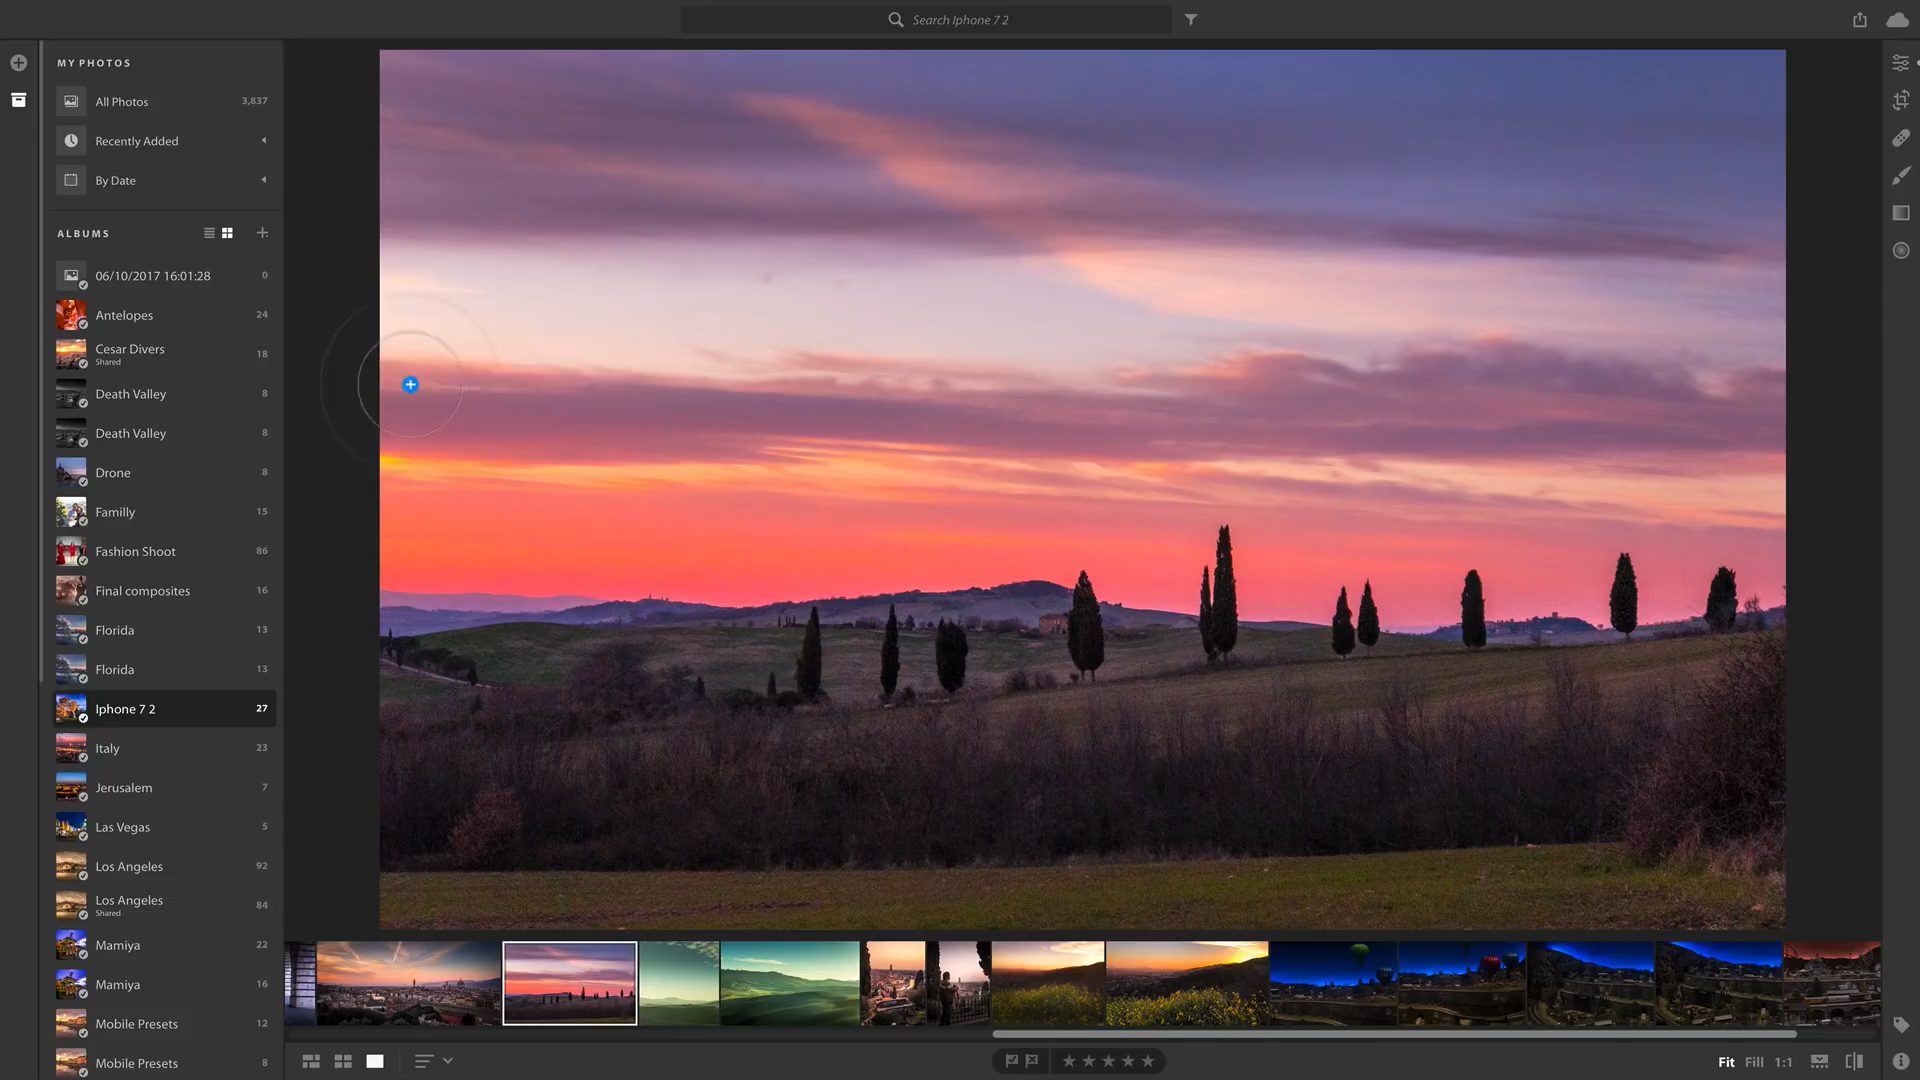 Search Iphone 7 2
MY PHOTOS
All Photos 3,837
Recently Added
By Date
ALBUMS
06/10/2017 16:01:28 0
Antelopes 24
Cesar Divers 18
Shared
Death Valley 8
Death Valley 8
Drone 8
Familly 15
Fashion Shoot 86
Final composites 16
Florida 13
Florida 13
Iphone 7 2 27
Italy 23
Jerusalem 7
Las Vegas 5
Los Angeles 92
Los Angeles 84
Shared
Mamiya 22
Mamiya 16
Mobile Presets 12
Mobile Presets 8
Fit Fill 1:1